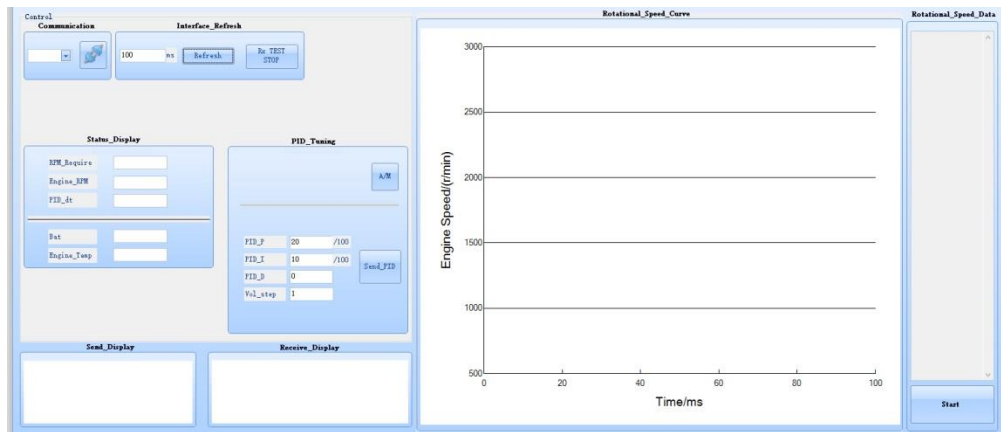 Control
Communication
Interface_Refresh
100 ms Refresh
Re TEST
STOP
Status_Display
RPM_Require
Engine_RPM
PID_dt
Bat
Engine_Temp
PID_Tuning
A/M
PID_P 20 /100
PID_I 10 /100
PID_D 0
Vol_step 1
Send_PID
Send_Display
Receive_Display
Rotational_Speed_Curve
Engine Speed/(r/min)
3000
2500
2000
1500
1000
500
0 20 40 60 80 100
Time/ms
Rotational_Speed_Data
Start